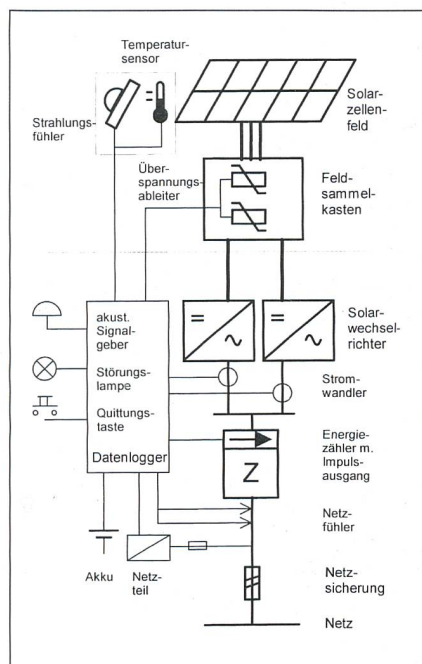 Temperatur-
sensor
Strahlungs-
fühler
Solar-
zellen-
feld
Über-
spannungs-
ableiter
Feld-
sammel-
kasten
akust.
Signal-
geber
Störungs-
lampe
Quittungs-
taste
Datenlogger
=
~
=
~
Solar-
wechsel-
richter
Strom-
wandler
Z
Energie-
zähler m.
Impuls-
ausgang
Netz-
fühler
Akku
Netz-
teil
Netz-
sicherung
Netz